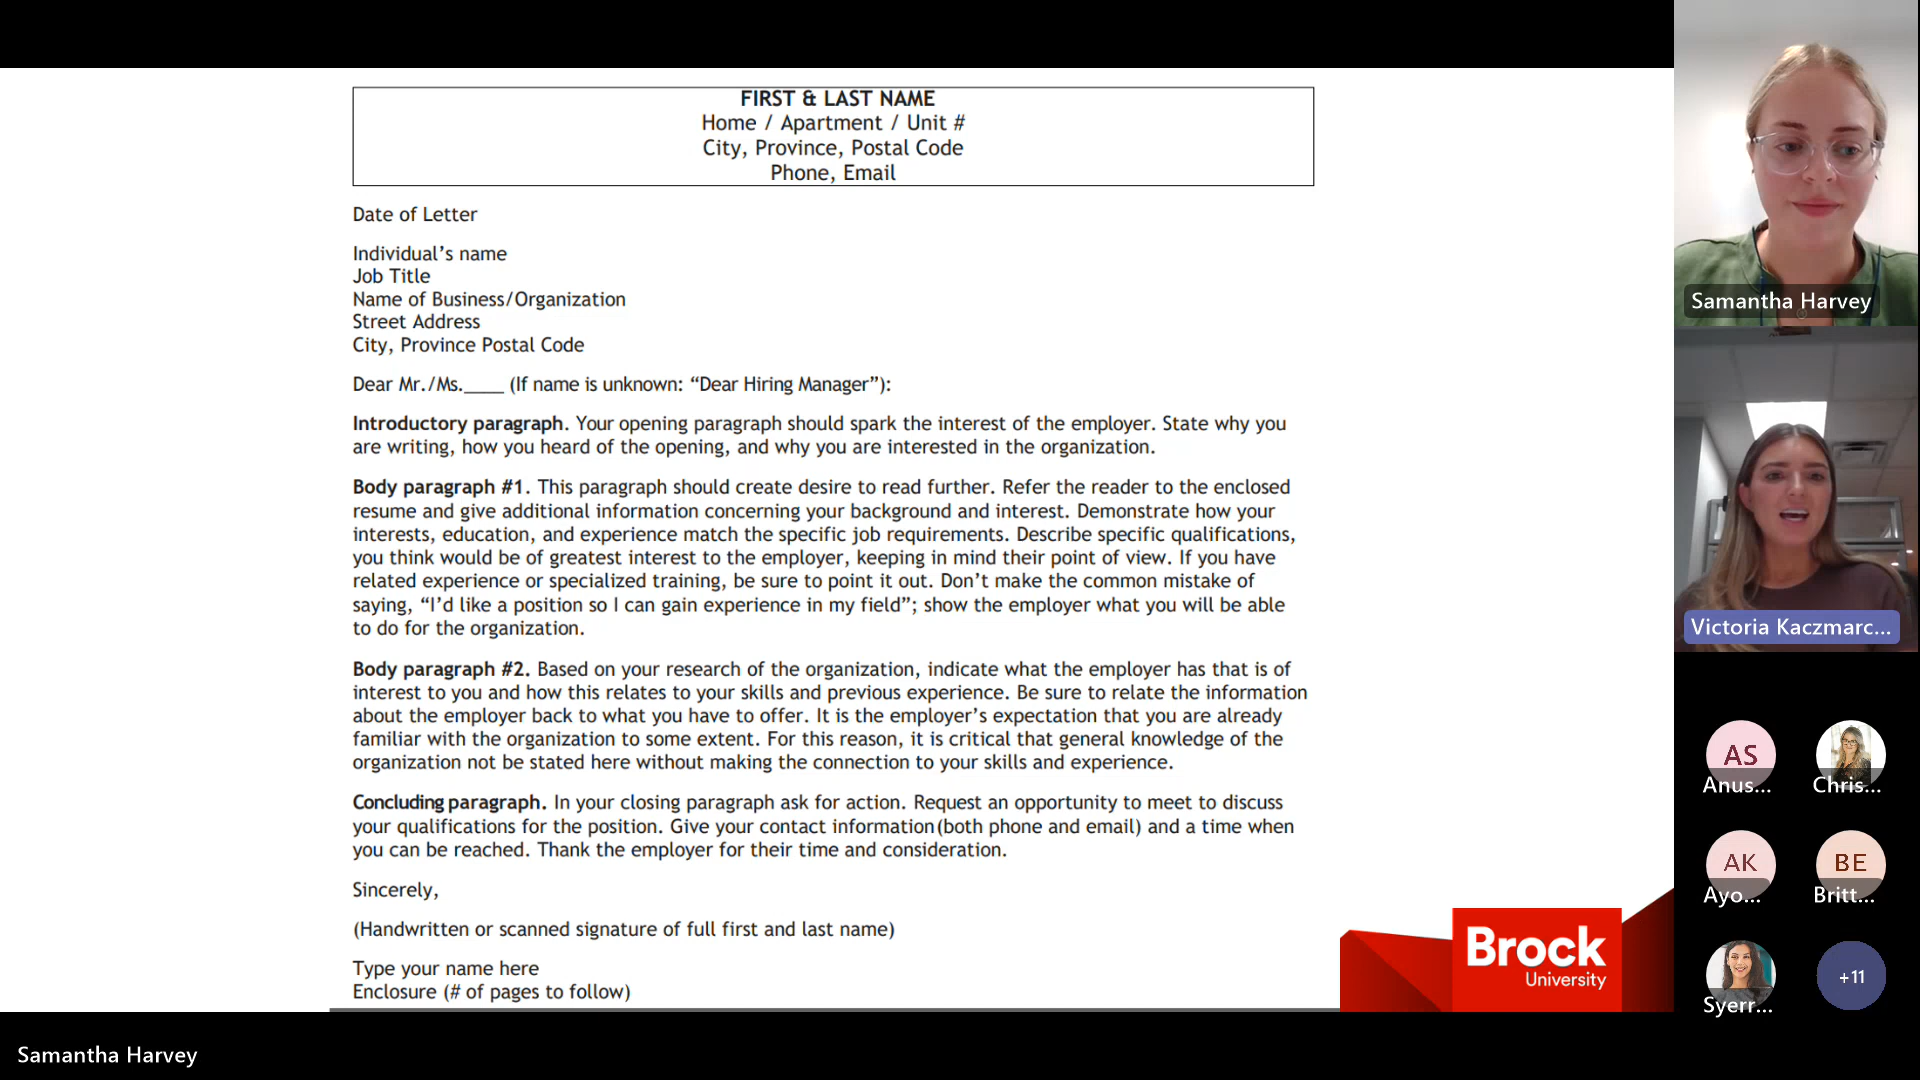 FIRST & LAST NAME
Home / Apartment / Unit #
City, Province, Postal Code
Phone, Email
Date of Letter
Individual’s name
Job Title
Name of Business/Organization
Street Address
City, Province Postal Code
Dear Mr./Ms.____ (If name is unknown: “Dear Hiring Manager”):
Introductory paragraph. Your opening paragraph should spark the interest of the employer. State why you
are writing, how you heard of the opening, and why you are interested in the organization.
Body paragraph #1. This paragraph should create desire to read further. Refer the reader to the enclosed
resume and give additional information concerning your background and interest. Demonstrate how your
interests, education, and experience match the specific job requirements. Describe specific qualifications,
you think would be of greatest interest to the employer, keeping in mind their point of view. If you have
related experience or specialized training, be sure to point it out. Don’t make the common mistake of
saying, “I’d like a position so I can gain experience in my field”; show the employer what you will be able
to do for the organization.
Body paragraph #2. Based on your research of the organization, indicate what the employer has that is of
interest to you and how this relates to your skills and previous experience. Be sure to relate the information
about the employer back to what you have to offer. It is the employer’s expectation that you are already
familiar with the organization to some extent. For this reason, it is critical that general knowledge of the
organization not be stated here without making the connection to your skills and experience.
Concluding paragraph. In your closing paragraph ask for action. Request an opportunity to meet to discuss
your qualifications for the position. Give your contact information(both phone and email) and a time when
you can be reached. Thank the employer for their time and consideration.
Sincerely,
(Handwritten or scanned signature of full first and last name)
Type your name here
Enclosure (# of pages to follow)
Brock
University
Samantha Harvey
Victoria Kaczmarc...
AS
Anus...
Chris...
AK
Ayo...
BE
Britt...
Syerr...
+11
Samantha Harvey